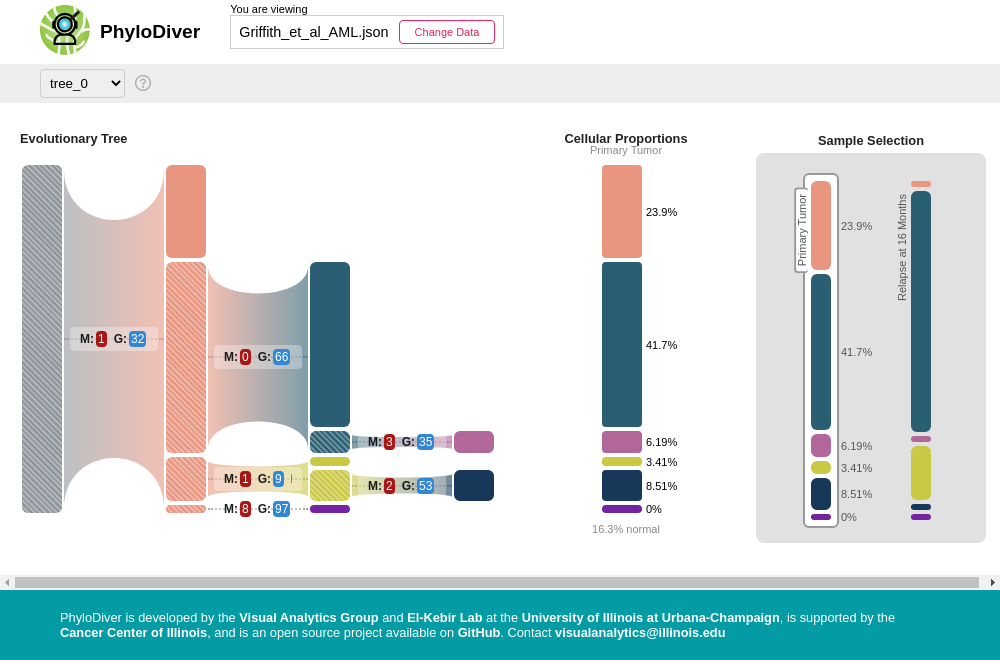 You are viewing
PhyloDiver
Griffith_et_al_AML.json
Change Data
tree_0
?
Evolutionary Tree
Cellular Proportions
Primary Tumor
Sample Selection
M: 1 G: 32
M: 0 G: 66
M: 3 G: 35
M: 1 G: 9
M: 2 G: 53
M: 8 G: 97
23.9%
41.7%
6.19%
3.41%
8.51%
0%
16.3% normal
Primary Tumor
23.9%
41.7%
6.19%
3.41%
8.51%
0%
Relapse at 16 Months
PhyloDiver is developed by the Visual Analytics Group and El-Kebir Lab at the University of Illinois at Urbana-Champaign, is supported by the
Cancer Center of Illinois, and is an open source project available on GitHub. Contact visualanalytics@illinois.edu